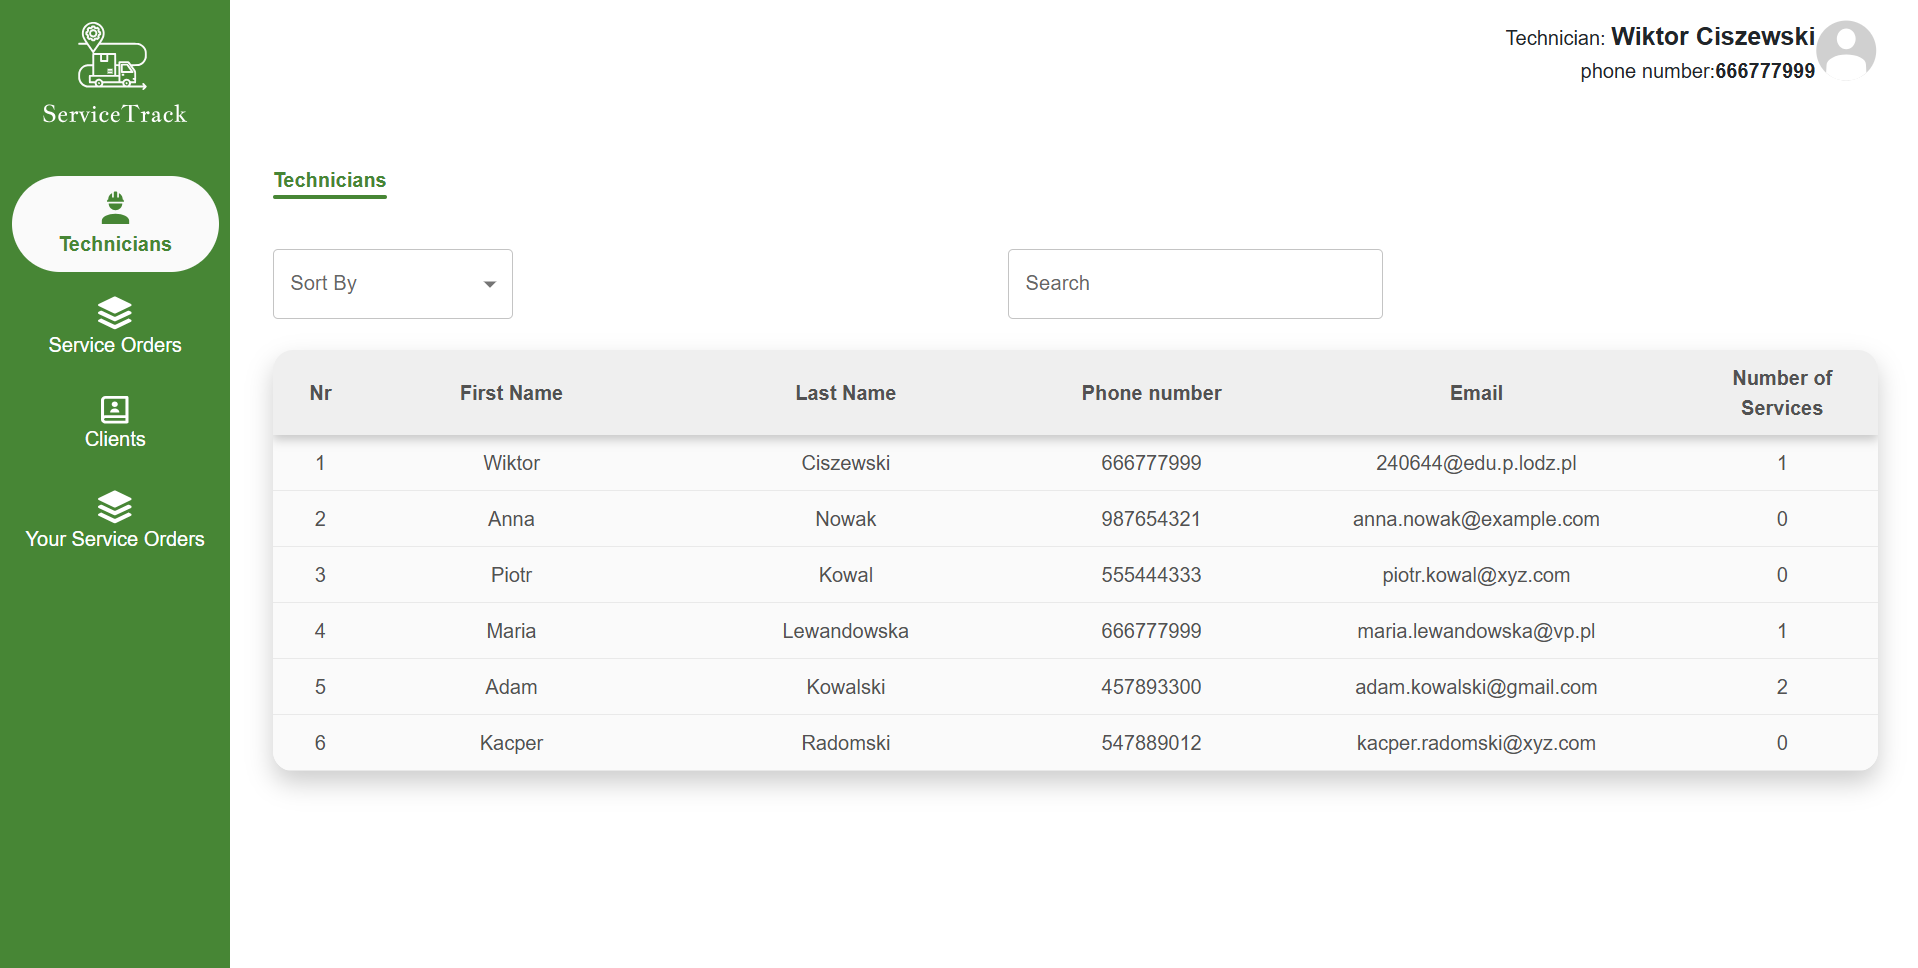 ServiceTrack
Technicians
Service Orders
Clients
Your Service Orders
Technician: Wiktor Ciszewski
phone number:666777999
Technicians
Sort By
Search
Nr First Name Last Name Phone number Email Number of Services
1 Wiktor Ciszewski 666777999 240644@edu.p.lodz.pl 1
2 Anna Nowak 987654321 anna.nowak@example.com 0
3 Piotr Kowal 555444333 piotr.kowal@xyz.com 0
4 Maria Lewandowska 666777999 maria.lewandowska@vp.pl 1
5 Adam Kowalski 457893300 adam.kowalski@gmail.com 2
6 Kacper Radomski 547889012 kacper.radomski@xyz.com 0